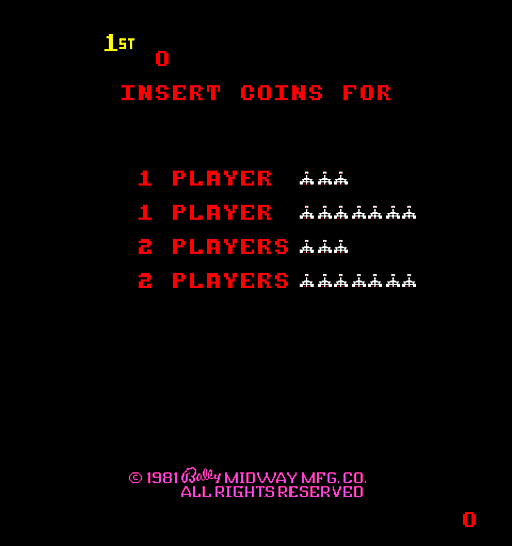 1ST
0
INSERT COINS FOR
1 PLAYER
1 PLAYER
2 PLAYERS
2 PLAYERS
© 1981 Bally MIDWAY MFG. CO.
ALL RIGHTS RESERVED
0